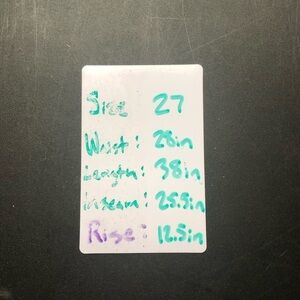 Size 27
Waist: 28in
Length: 38in
Inseam: 25.5in
Rise: 12.5in